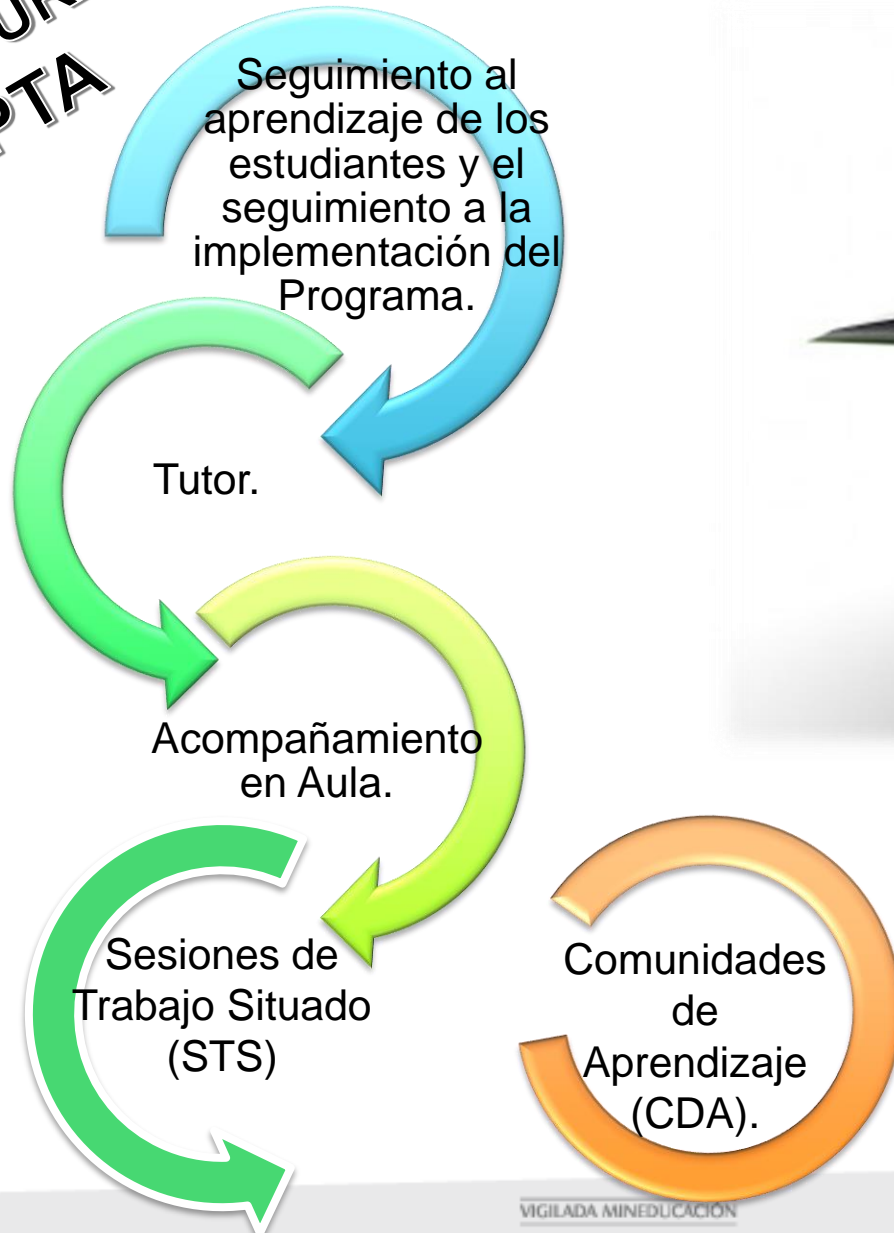 PTA
Seguimiento al
aprendizaje de los
estudiantes y el
seguimiento a la
implementación del
Programa.
Tutor.
Acompañamiento
en Aula.
Sesiones de
Trabajo Situado
(STS)
Comunidades
de
Aprendizaje
(CDA).
VIGILADA MINEDUCACIÓN